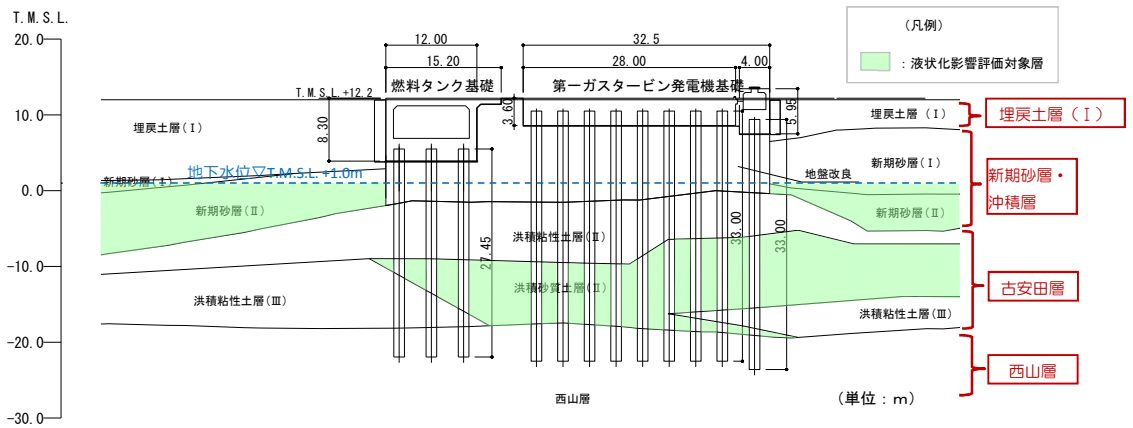 T.M.S.L.
20.0
10.0
0.0
-10.0
-20.0
-30.0
(凡例)
：液状化影響評価対象層
12.00
15.20
32.5
28.00
4.00
燃料タンク基礎
第一ガスタービン発電機基礎
T.M.S.L.+12.2
8.30
3.60
5.95
埋戻土層(Ⅰ)
埋戻土層 (Ⅰ)
埋戻土層（Ⅰ）
地下水位▽T.M.S.L.+1.0m
新期砂層(Ⅰ)
新期砂層(Ⅰ)
地盤改良
新期砂層・
沖積層
新期砂層(Ⅱ)
新期砂層(Ⅱ)
洪積粘性土層(Ⅱ)
27.45
33.00
33.00
洪積砂質土層(Ⅱ)
古安田層
洪積粘性土層(Ⅲ)
洪積粘性土層(Ⅲ)
西山層
西山層
(単位：ｍ)